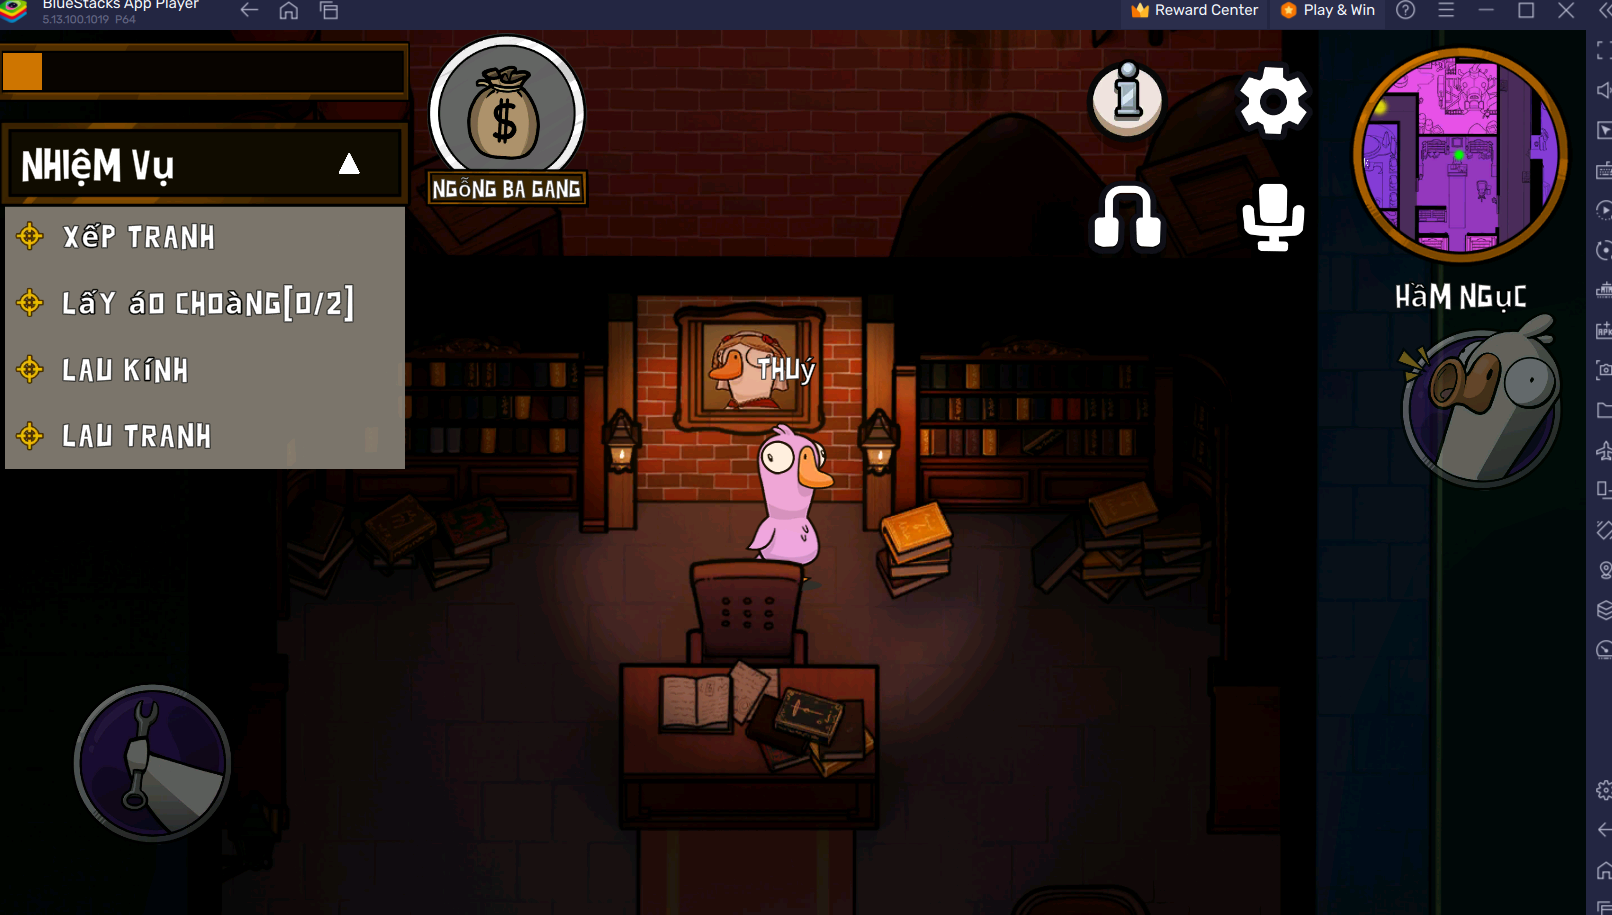 BlueStacks App Player
5.13.100.1019 P64
Reward Center
Play & Win
NHIỆM VỤ
XẾP TRANH
LẤY ÁO CHOÀNG[0/2]
LAU KÍNH
LAU TRANH
NGỖNG BA GANG
THUÝ
HẦM NGỤC